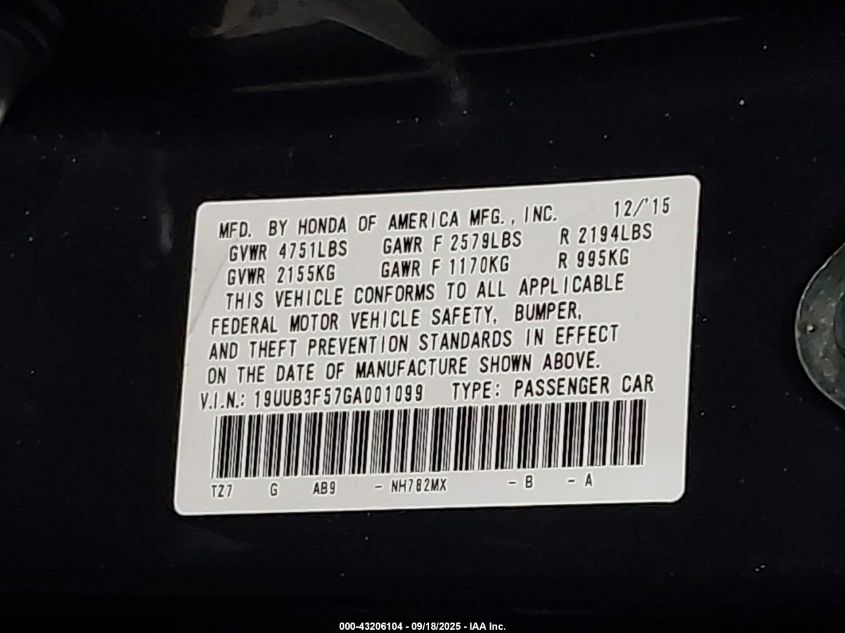 MFD. BY HONDA OF AMERICA MFG., INC. 12/'15
GVWR 4751LBS GAWR F 2579LBS R 2194LBS
GVWR 2155KG GAWR F 1170KG R 995KG
THIS VEHICLE CONFORMS TO ALL APPLICABLE
FEDERAL MOTOR VEHICLE SAFETY, BUMPER,
AND THEFT PREVENTION STANDARDS IN EFFECT
ON THE DATE OF MANUFACTURE SHOWN ABOVE.
V.I.N.: 19UUB3F57GA001099 TYPE: PASSENGER CAR
TZ7 G AB9 - NH782MX - B - A
000-43206104 - 09/18/2025 - IAA Inc.